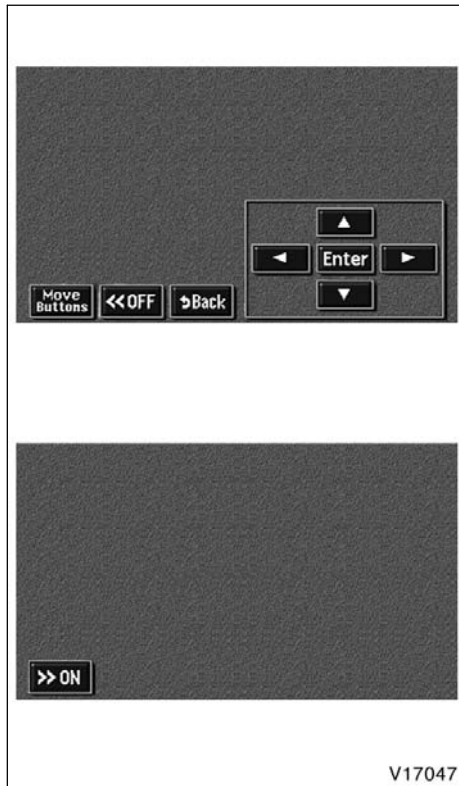 ▲
◄ Enter ►
Move
Buttons <<OFF ↰Back ▼
>> ON
V17047